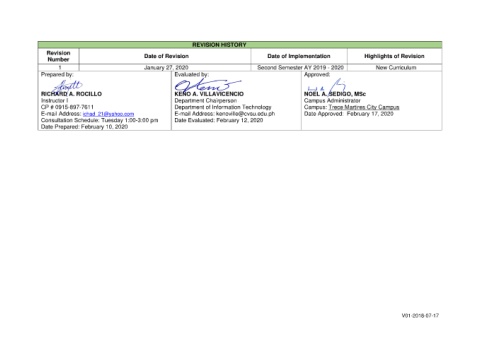 REVISION HISTORY
Revision Number Date of Revision Date of Implementation Highlights of Revision
1 January 27, 2020 Second Semester AY 2019 - 2020 New Curriculum
Prepared by: Evaluated by: Approved:
RICHARD A. ROCILLO KENO A. VILLAVICENCIO NOEL A. SEDIGO, MSc
Instructor I Department Chairperson Campus Administrator
CP # 0915-897-7611 Department of Information Technology Campus: Trece Martires City Campus
E-mail Address: chad_21@yahoo.com E-mail Address: kenoville@cvsu.edu.ph Date Approved: February 17, 2020
Consultation Schedule: Tuesday 1:00-3:00 pm Date Evaluated: February 12, 2020
Date Prepared: February 10, 2020
V01-2018-07-17